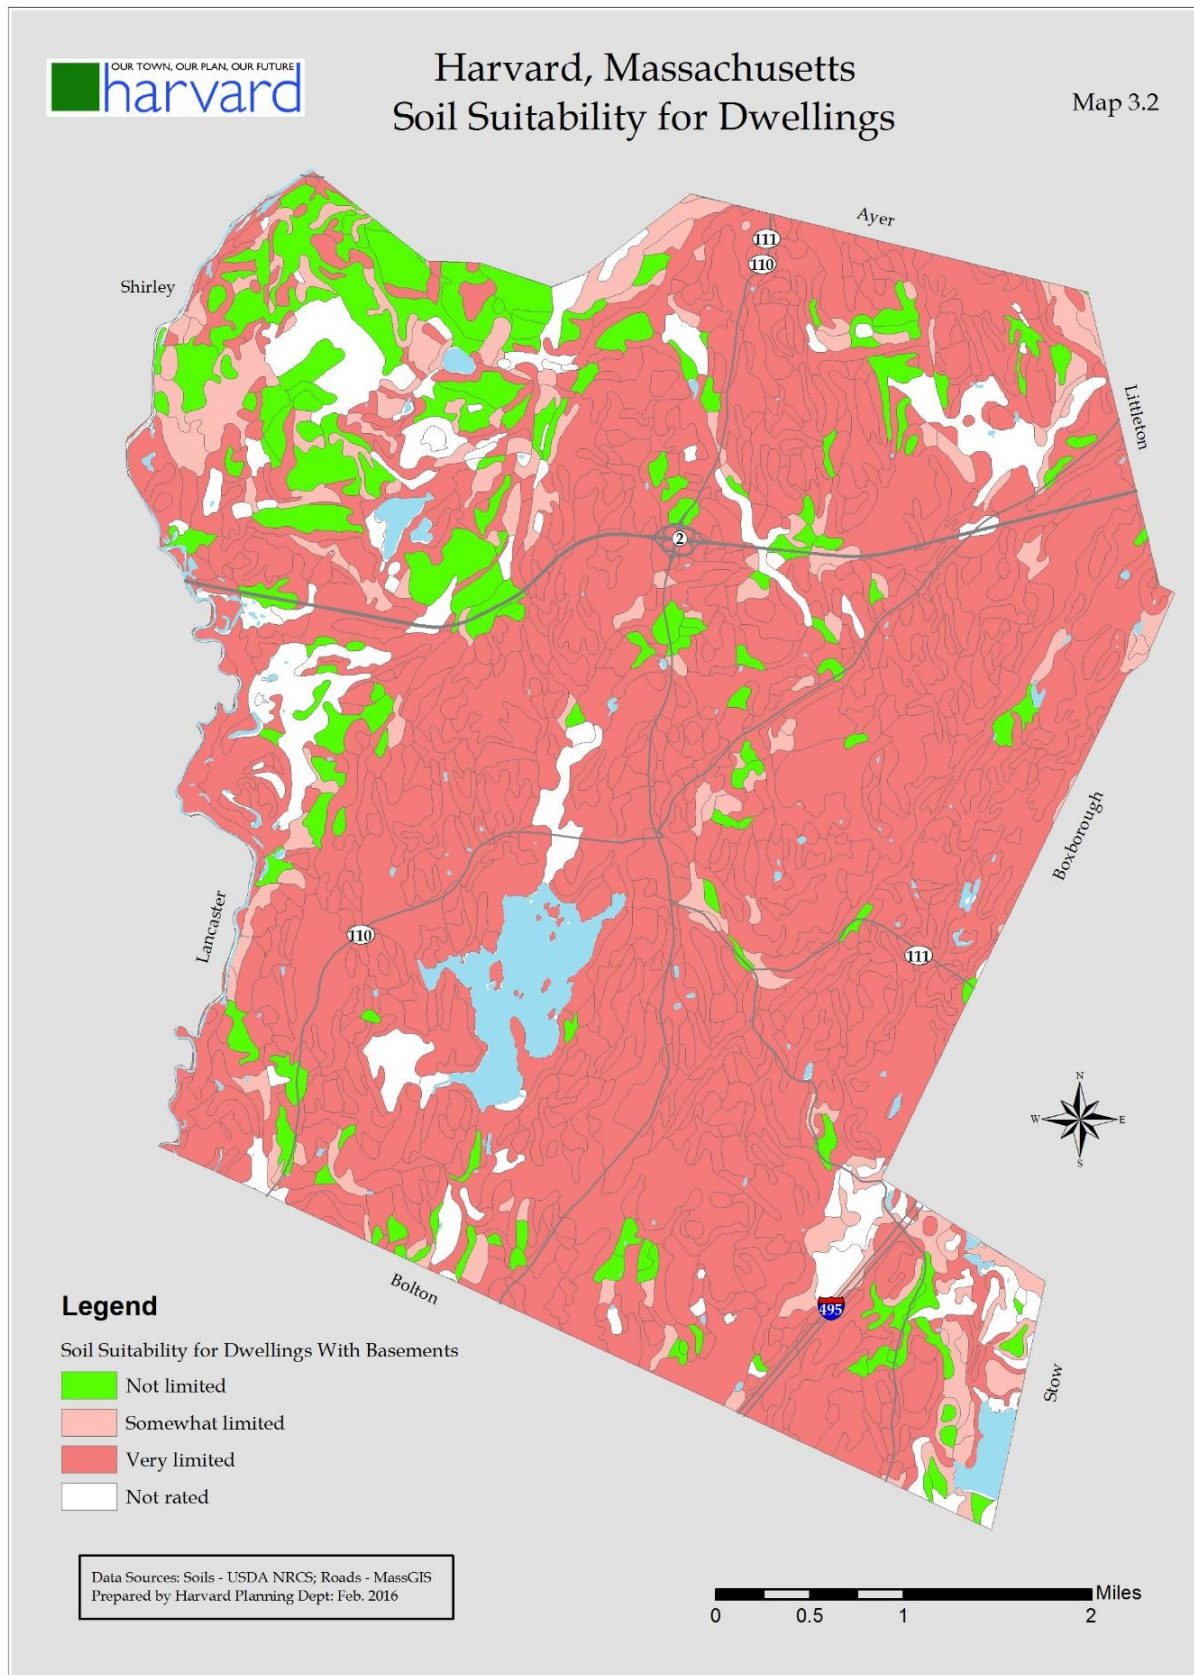 OUR TOWN, OUR PLAN, OUR FUTURE
harvard
Harvard, Massachusetts
Soil Suitability for Dwellings
Map 3.2
Ayer
111
110
Shirley
Littleton
2
Boxborough
Lancaster
110
111
N
W E
S
Bolton
495
Stow
Legend
Soil Suitability for Dwellings With Basements
Not limited
Somewhat limited
Very limited
Not rated
Data Sources: Soils - USDA NRCS; Roads - MassGIS
Prepared by Harvard Planning Dept: Feb. 2016
Miles
0 0.5 1 2